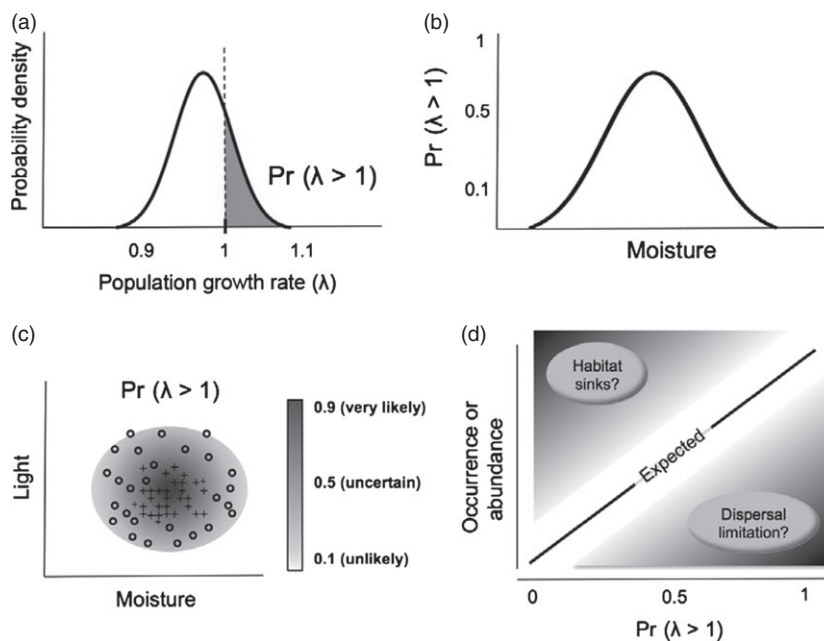 (a)
Probability density
Pr (λ > 1)
0.9
1
1.1
Population growth rate (λ)
(b)
Pr (λ > 1)
1
0.5
0.1
Moisture
(c)
Light
Pr (λ > 1)
Moisture
0.9 (very likely)
0.5 (uncertain)
0.1 (unlikely)
(d)
Occurrence or
abundance
Habitat
sinks?
Expected
Dispersal
limitation?
0
0.5
1
Pr (λ > 1)